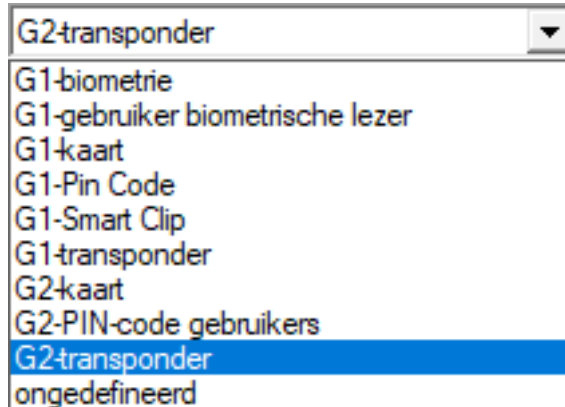 G2-transponder
G1-biometrie
G1-gebruiker biometrische lezer
G1-kaart
G1-Pin Code
G1-Smart Clip
G1-transponder
G2-kaart
G2-PIN-code gebruikers
G2-transponder
ongedefineerd